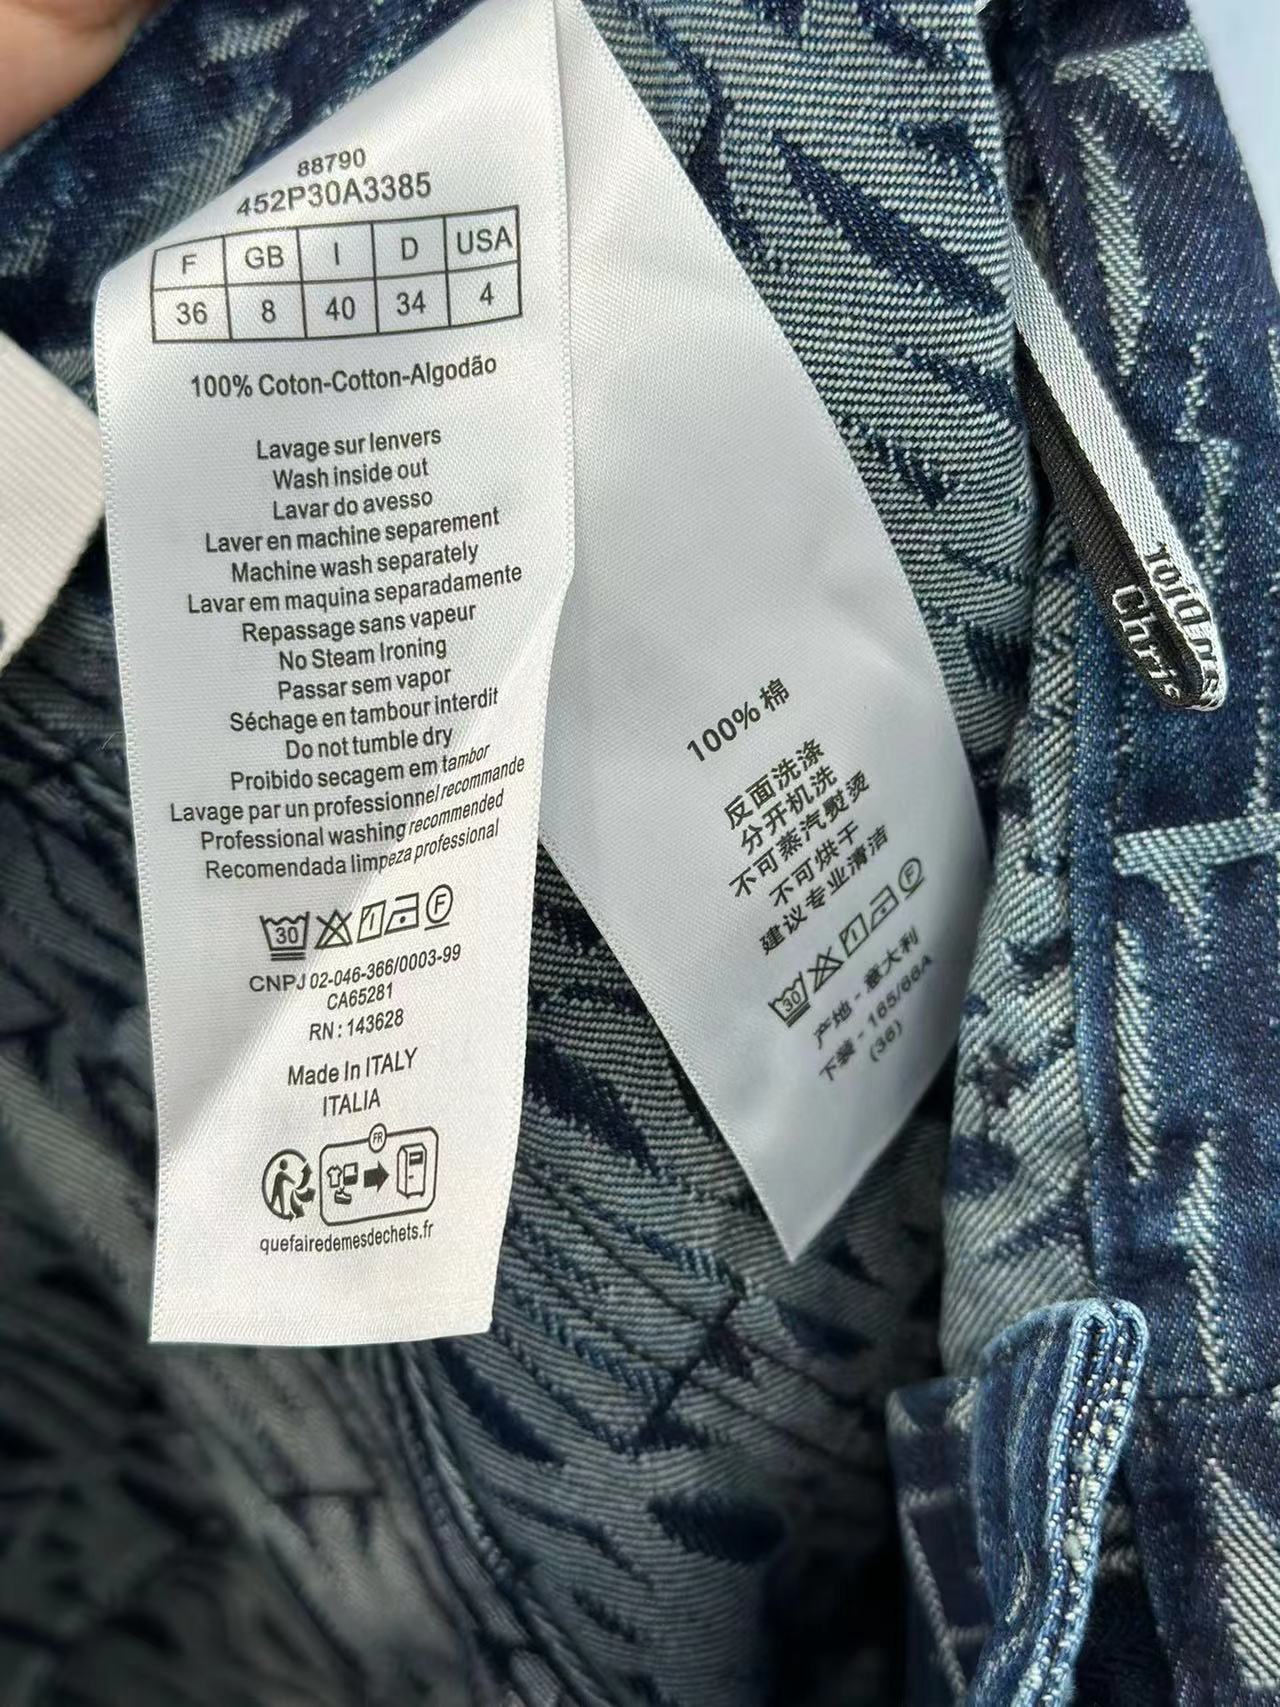 88790
452P30A3385
F GB I D USA
36 8 40 34 4
100% Coton-Cotton-Algodão
Lavage sur lenvers
Wash inside out
Lavar do avesso
Laver en machine separement
Machine wash separately
Lavar em maquina separadamente
Repassage sans vapeur
No Steam Ironing
Passar sem vapor
Séchage en tambour interdit
Do not tumble dry
Proibido secagem em tambor
Lavage par un professionnel recommande
Professional washing recommended
Recomendada limpeza professional
30 F
CNPJ 02-046-366/0003-99
CA65281
RN : 143628
Made In ITALY
ITALIA
FR
quefairedemesdechets.fr
100% 棉
反面洗涤
分开机洗
不可蒸汽熨烫
不可烘干
建议专业清洁
30 F
产地 - 意大利
下装 - 165/66A
(36)
Chris
Dior